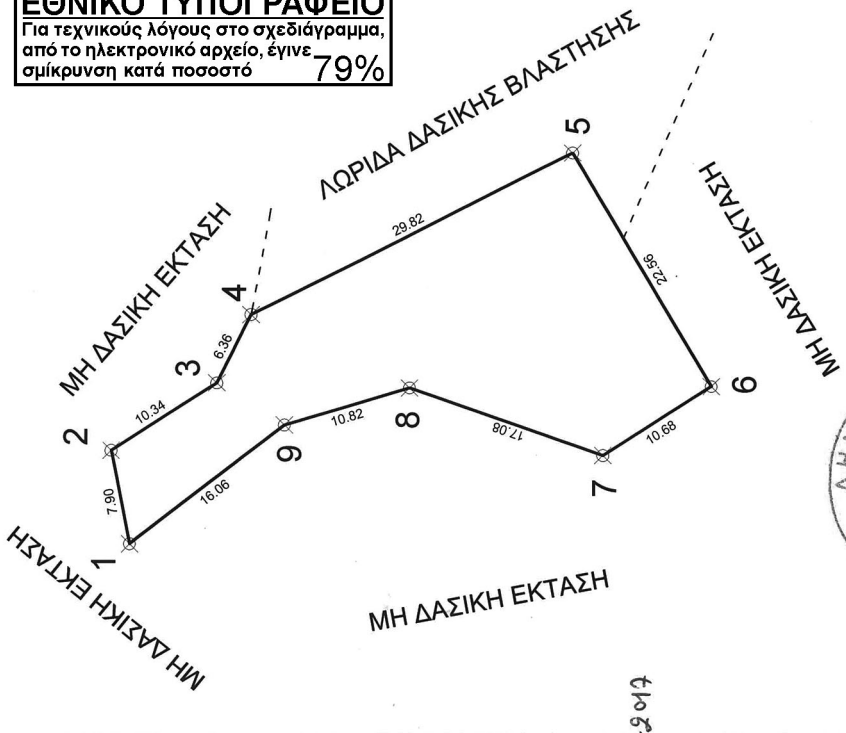 ΕΘΝΙΚΟ ΤΥΠΟΓΡΑΦΕΙΟ
Για τεχνικούς λόγους στο σχεδιάγραμμα,
από το ηλεκτρονικό αρχείο, έγινε
σμίκρυνση κατά ποσοστό 79%
ΛΩΡΙΔΑ ΔΑΣΙΚΗΣ ΒΛΑΣΤΗΣΗΣ
ΜΗ ΔΑΣΙΚΗ ΕΚΤΑΣΗ
5
29.82
4
6.36
3
10.34
2
7.90
1
16.06
9
10.82
8
17.08
7
10.68
6
22.56
ΜΗ ΔΑΣΙΚΗ ΕΚΤΑΣΗ
ΜΗ ΔΑΣΙΚΗ ΕΚΤΑΣΗ
ΜΗ ΔΑΣΙΚΗ ΕΚΤΑΣΗ